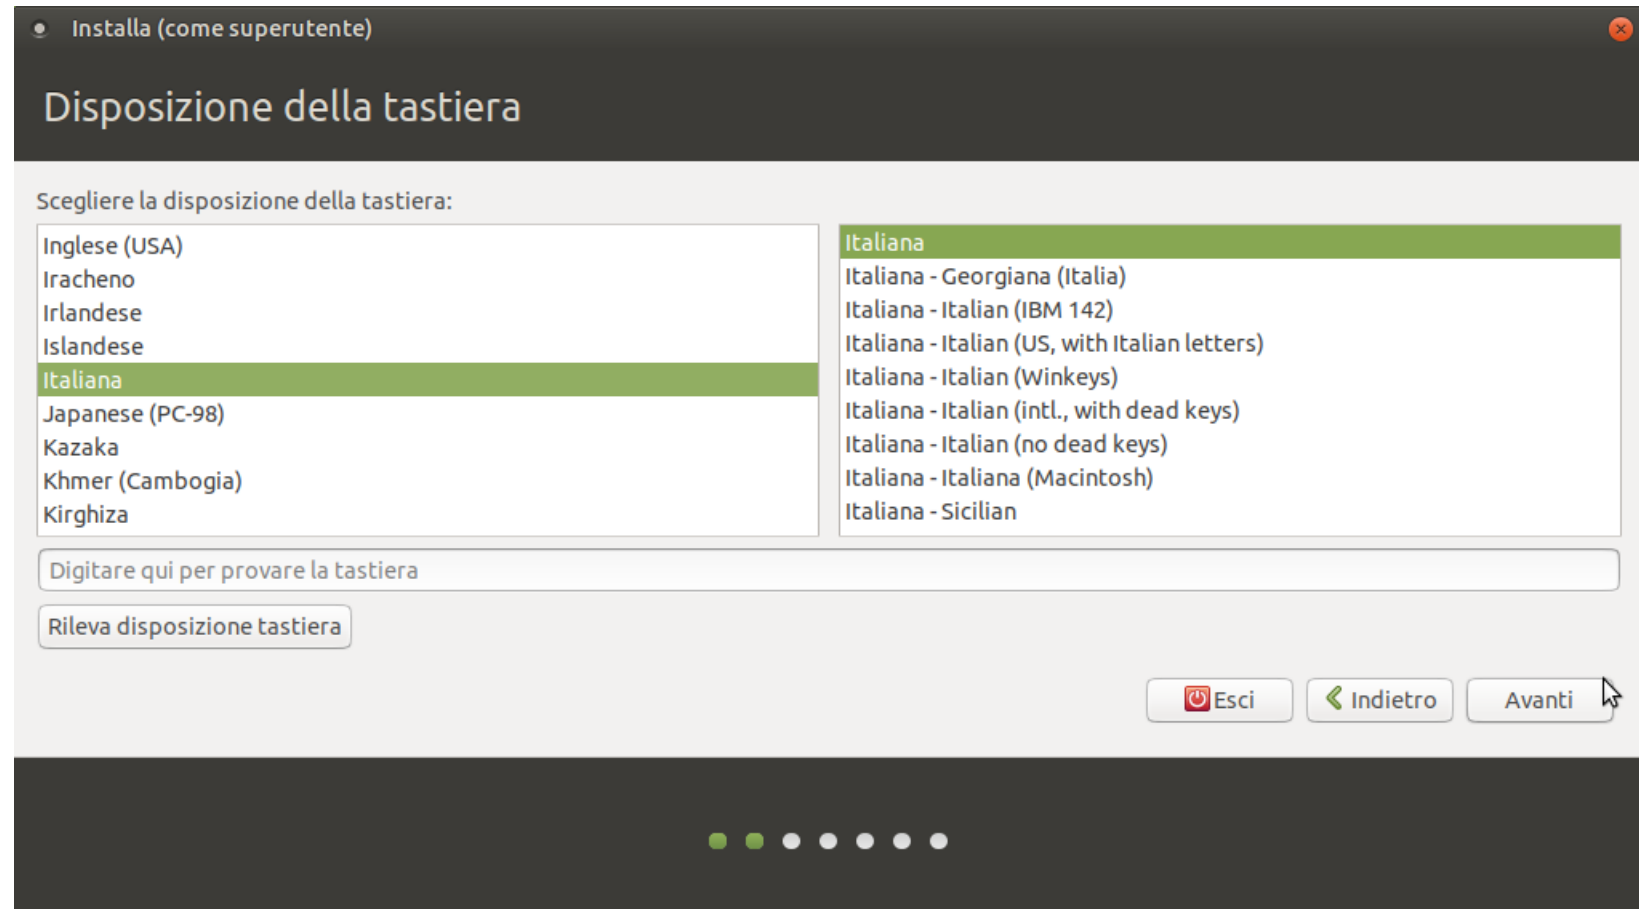 Installa (come superutente)
Disposizione della tastiera
Scegliere la disposizione della tastiera:
Inglese (USA)
Iracheno
Irlandese
Islandese
Italiana
Japanese (PC-98)
Kazaka
Khmer (Cambogia)
Kirghiza
Italiana
Italiana - Georgiana (Italia)
Italiana - Italian (IBM 142)
Italiana - Italian (US, with Italian letters)
Italiana - Italian (Winkeys)
Italiana - Italian (intl., with dead keys)
Italiana - Italian (no dead keys)
Italiana - Italiana (Macintosh)
Italiana - Sicilian
Digitare qui per provare la tastiera
Rileva disposizione tastiera
Esci
Indietro
Avanti